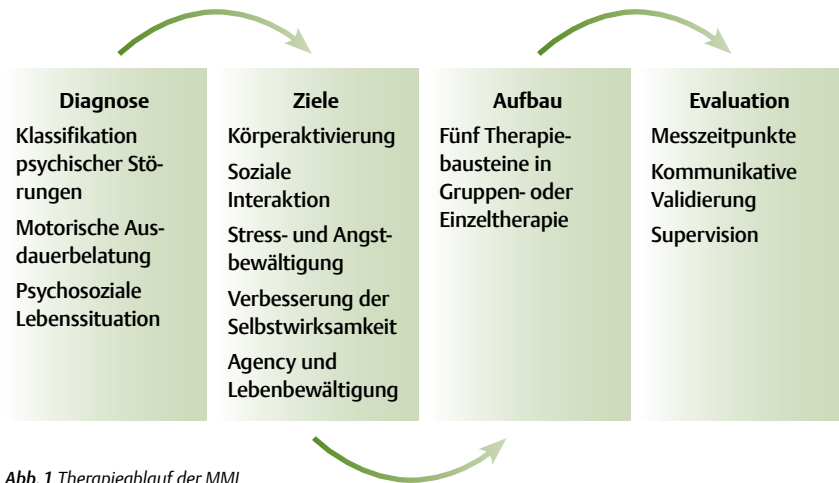 Diagnose
Klassifikation
psychischer Stö-
rungen
Motorische Aus-
dauerbelatung
Psychosoziale
Lebenssituation
Ziele
Körperaktivierung
Soziale
Interaktion
Stress- und Angst-
bewältigung
Verbesserung der
Selbstwirksamkeit
Agency und
Lebenbewältigung
Aufbau
Fünf Therapie-
bausteine in
Gruppen- oder
Einzeltherapie
Evaluation
Messzeitpunkte
Kommunikative
Validierung
Supervision
Abb. 1 Therapieablauf der MMI